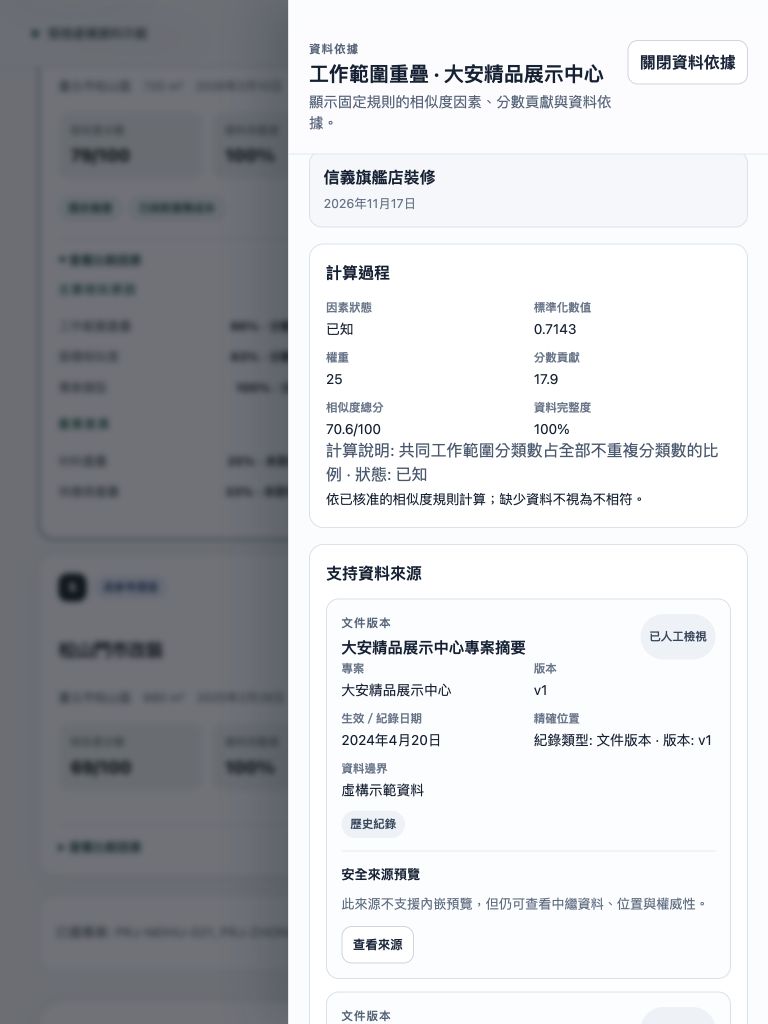 資料依據
工作範圍重疊 · 大安精品展示中心
關閉資料依據
顯示固定規則的相似度因素、分數貢獻與資料依
據。
信義旗艦店裝修
2026年11月17日
計算過程
因素狀態
標準化數值
已知
0.7143
權重
分數貢獻
25
17.9
相似度總分
資料完整度
70.6/100
100%
計算說明: 共同工作範圍分類數占全部不重複分類數的比
例 · 狀態: 已知
依已核准的相似度規則計算；缺少資料不視為不相符。
支持資料來源
文件版本
已人工檢視
大安精品展示中心專案摘要
專案
版本
大安精品展示中心
v1
生效 / 紀錄日期
精確位置
2024年4月20日
紀錄類型: 文件版本 · 版本: v1
資料邊界
虛構示範資料
歷史紀錄
安全來源預覽
此來源不支援內嵌預覽，但仍可查看中繼資料、位置與權威性。
查看來源
文件版本
79/100
100%
松山門市改裝
69/100
100%